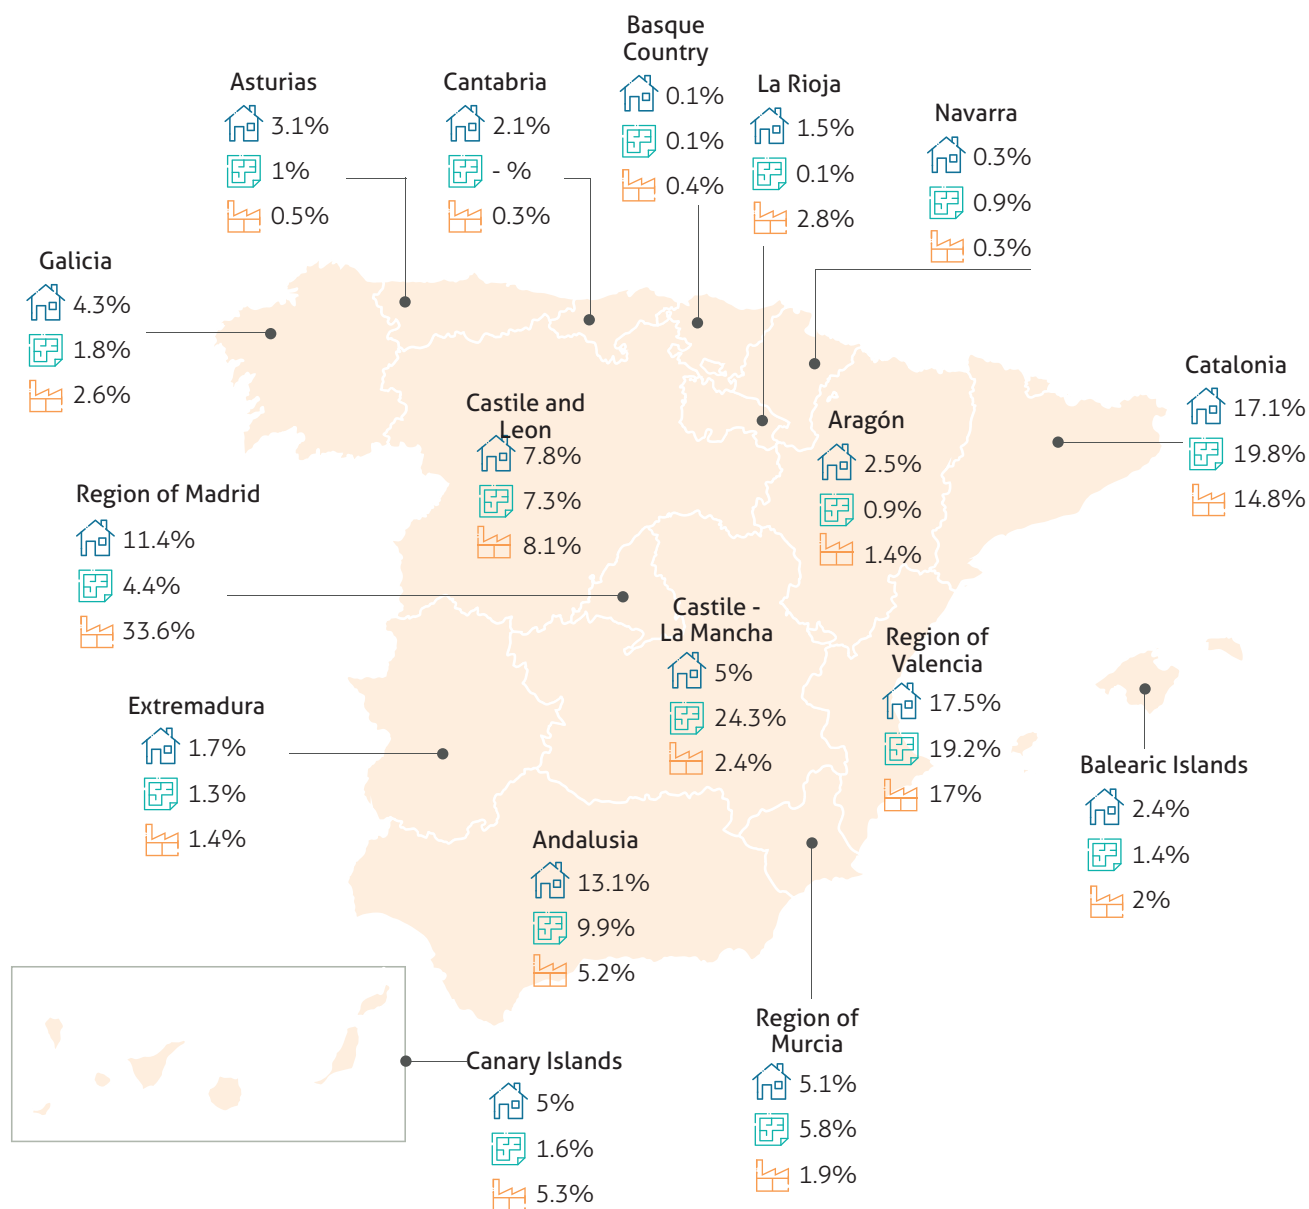 Basque
Country
0.1%
0.1%
0.4%
Asturias
3.1%
1%
0.5%
Cantabria
2.1%
- %
0.3%
La Rioja
1.5%
0.1%
2.8%
Navarra
0.3%
0.9%
0.3%
Galicia
4.3%
1.8%
2.6%
Catalonia
17.1%
19.8%
14.8%
Castile and
Leon
7.8%
7.3%
8.1%
Aragón
2.5%
0.9%
1.4%
Region of Madrid
11.4%
4.4%
33.6%
Castile -
La Mancha
5%
24.3%
2.4%
Region of
Valencia
17.5%
19.2%
17%
Extremadura
1.7%
1.3%
1.4%
Balearic Islands
2.4%
1.4%
2%
Andalusia
13.1%
9.9%
5.2%
Region of
Murcia
5.1%
5.8%
1.9%
Canary Islands
5%
1.6%
5.3%